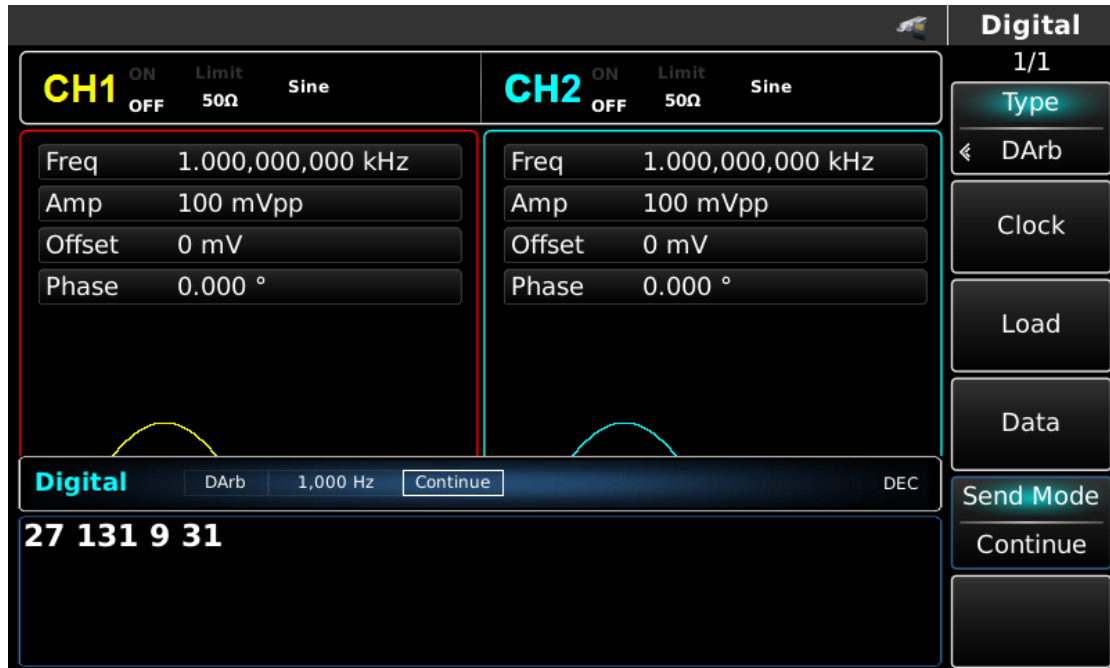 Digital
1/1
CH1 ON OFF Limit 50Ω Sine
CH2 ON OFF Limit 50Ω Sine
Freq 1.000,000,000 kHz
Amp 100 mVpp
Offset 0 mV
Phase 0.000 °
Freq 1.000,000,000 kHz
Amp 100 mVpp
Offset 0 mV
Phase 0.000 °
Digital DArb 1,000 Hz Continue DEC
27 131 9 31
Type
DArb
Clock
Load
Data
Send Mode
Continue